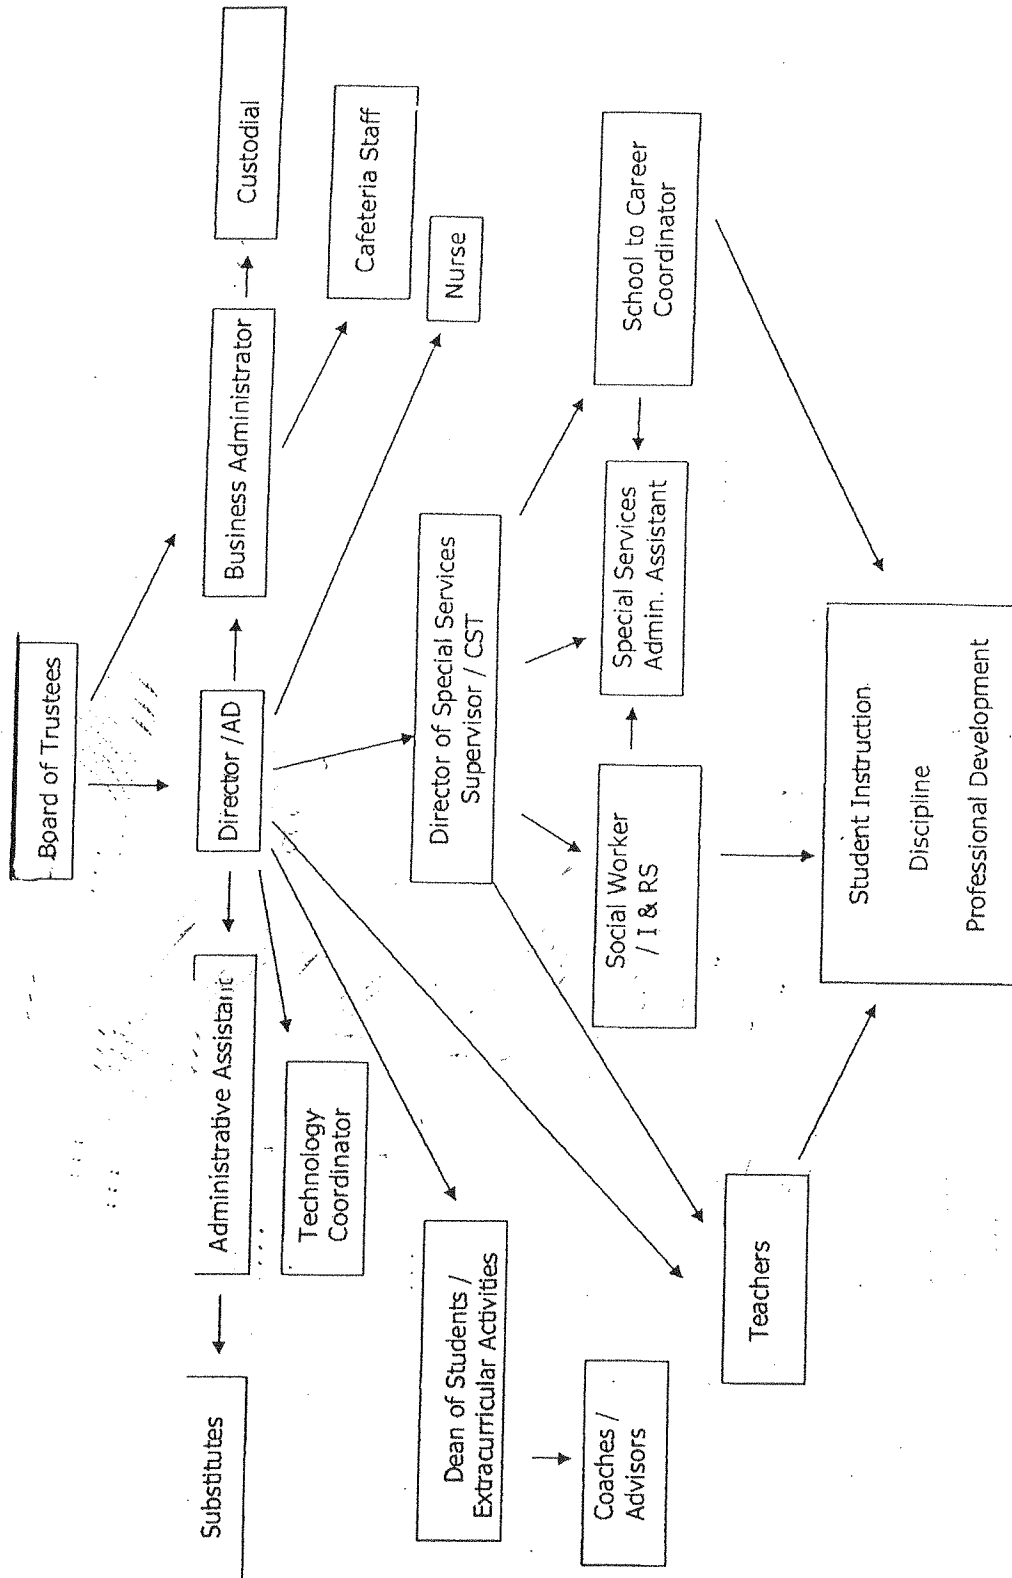 Board of Trustees
Substitutes
Administrative Assistant
Director /AD
Business Administrator
Custodial
Technology
Coordinator
Cafeteria Staff
Nurse
Dean of Students /
Extracurricular Activities
Director of Special Services
Supervisor / CST
Coaches /
Advisors
Social Worker
/ I & RS
Special Services
Admin. Assistant
School to Career
Coordinator
Teachers
Student Instruction
Discipline
Professional Development